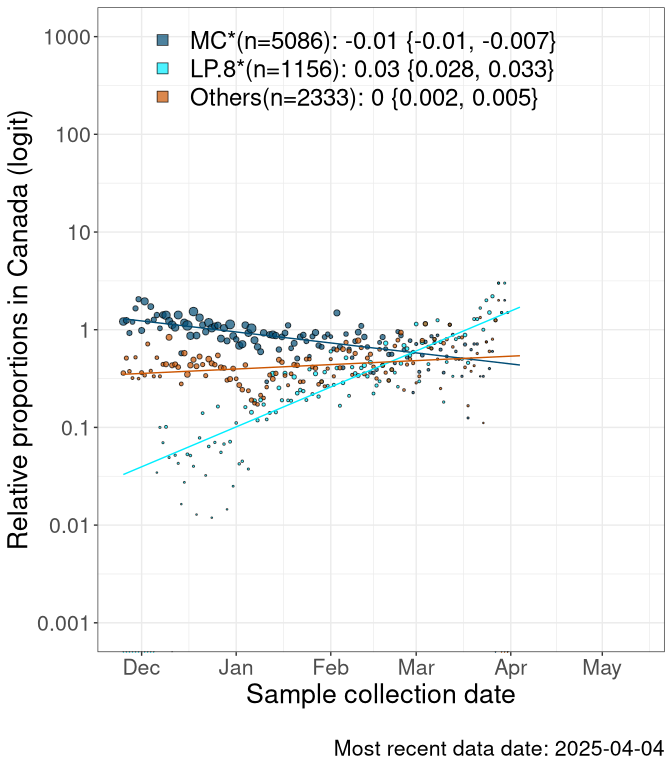 MC*(n=5086): -0.01 {-0.01, -0.007}
LP.8*(n=1156): 0.03 {0.028, 0.033}
Others(n=2333): 0 {0.002, 0.005}
Relative proportions in Canada (logit)
1000
100
10
1
0.1
0.01
0.001
Dec Jan Feb Mar Apr May
Sample collection date
Most recent data date: 2025-04-04